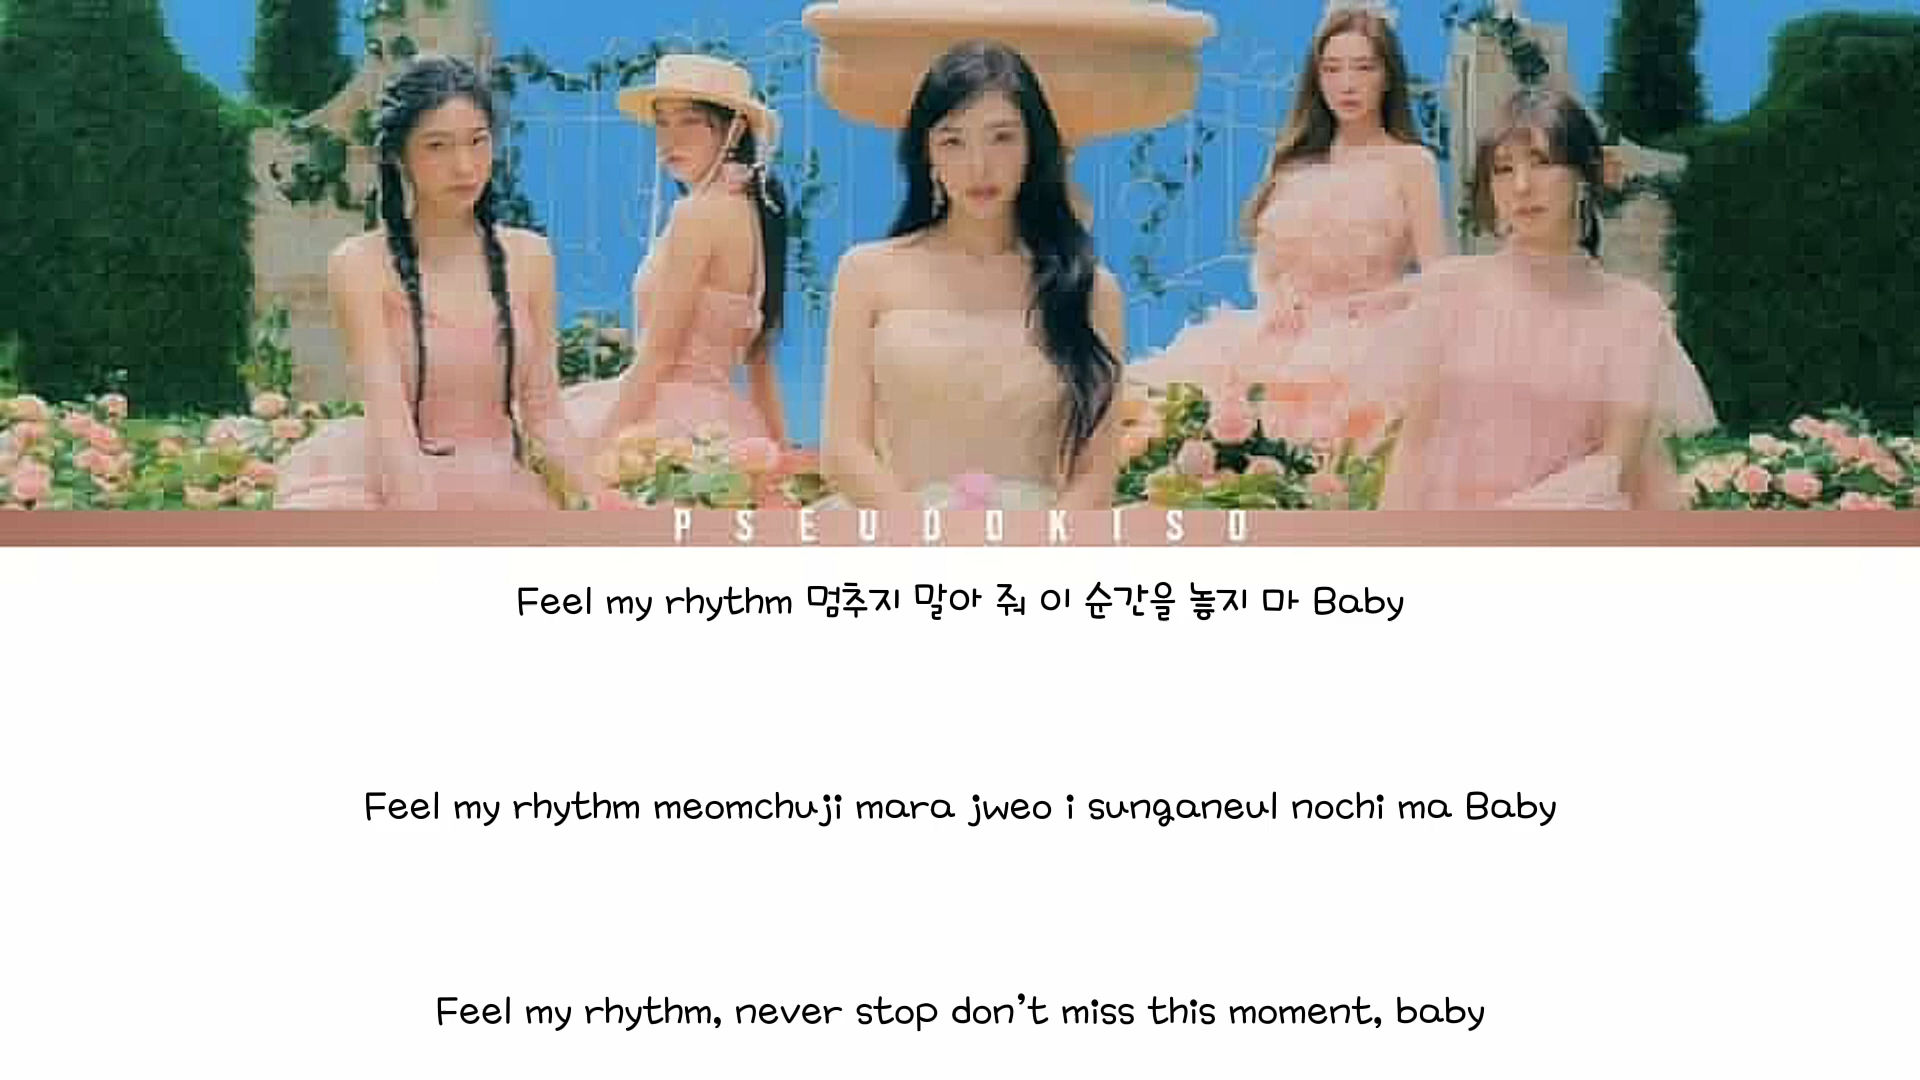 PSEUDOKISO
Feel my rhythm 멈추지 말아 줘 이 순간을 놓지 마 Baby
Feel my rhythm meomchuji mara jweo i sunganeul nochi ma Baby
Feel my rhythm, never stop don't miss this moment, baby